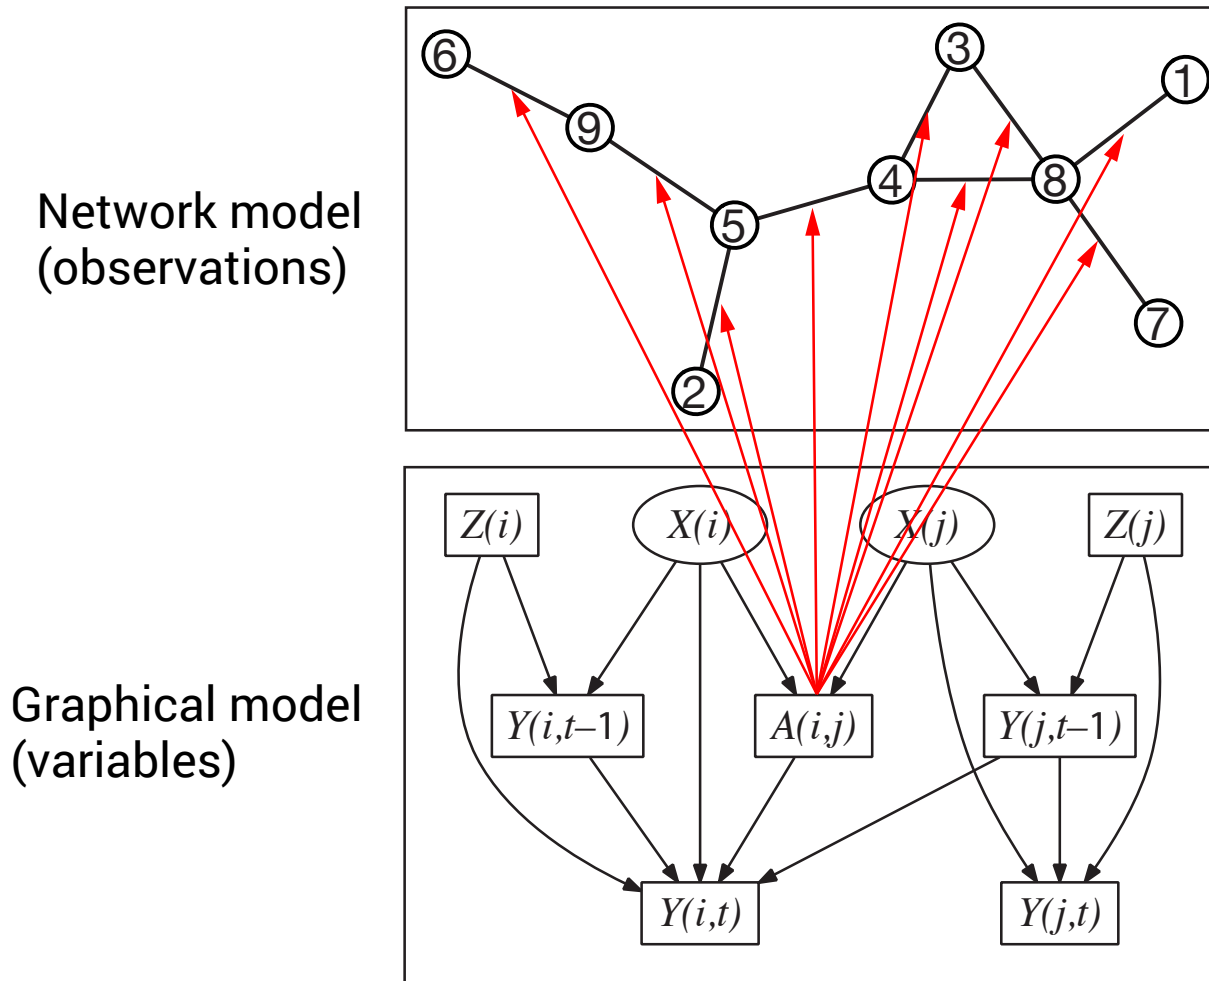 6
3
1
9
4
8
5
7
2
Network model
(observations)
Z(i)
X(i)
X(j)
Z(j)
Y(i,t−1)
A(i,j)
Y(j,t−1)
Graphical model
(variables)
Y(i,t)
Y(j,t)